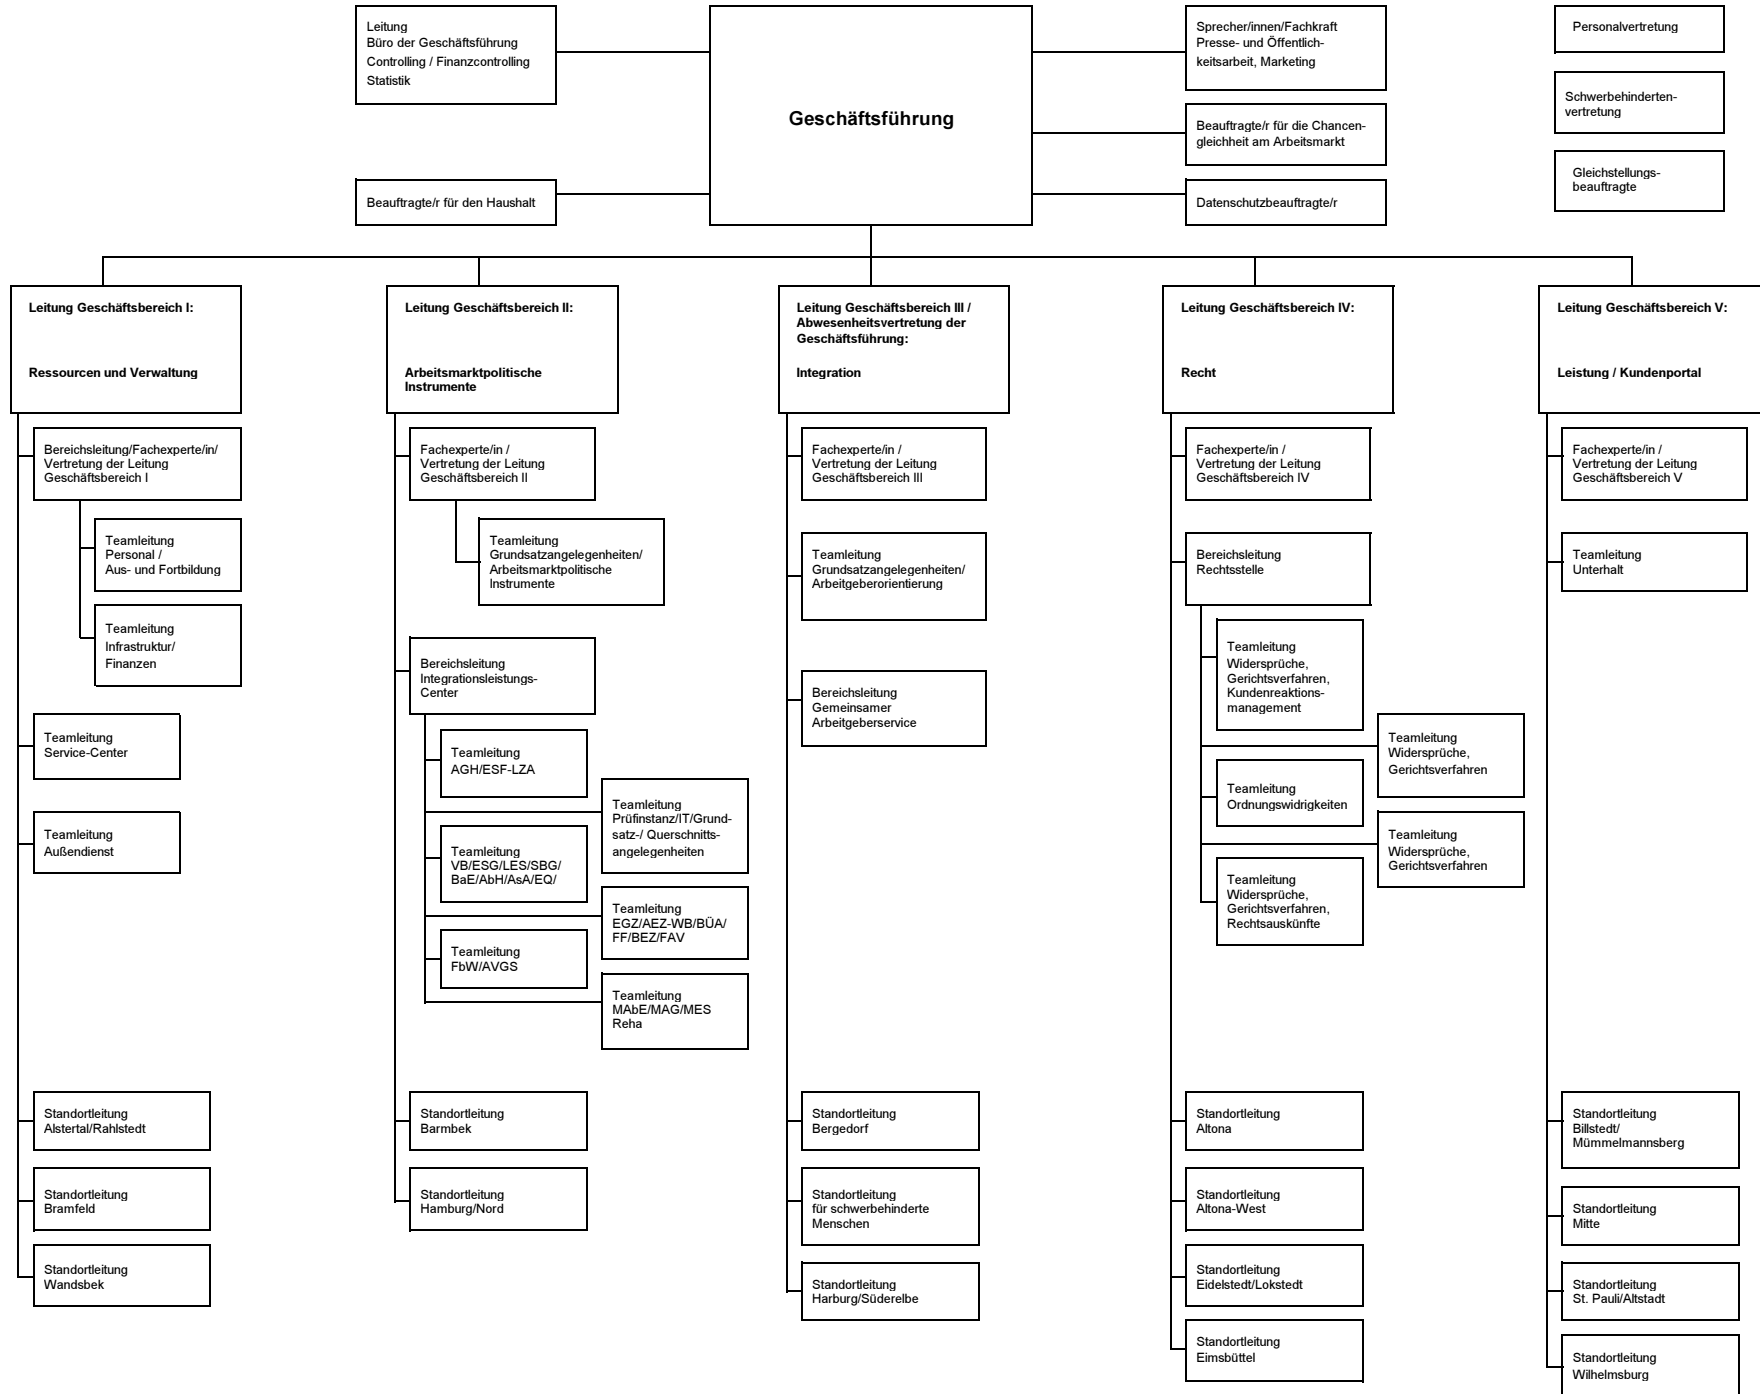 Leitung
Büro der Geschäftsführung
Controlling / Finanzcontrolling
Statistik
Beauftragte/r für den Haushalt
Geschäftsführung
Sprecher/innen/Fachkraft
Presse- und Öffentlich-
keitsarbeit, Marketing
Beauftragte/r für die Chancen-
gleichheit am Arbeitsmarkt
Datenschutzbeauftragte/r
Personalvertretung
Schwerbehinderten-
vertretung
Gleichstellungs-
beauftragte
Leitung Geschäftsbereich I:
Ressourcen und Verwaltung
Bereichsleitung/Fachexperte/in/
Vertretung der Leitung
Geschäftsbereich I
Teamleitung
Personal /
Aus- und Fortbildung
Teamleitung
Infrastruktur/
Finanzen
Teamleitung
Service-Center
Teamleitung
Außendienst
Standortleitung
Alstertal/Rahlstedt
Standortleitung
Bramfeld
Standortleitung
Wandsbek
Leitung Geschäftsbereich II:
Arbeitsmarktpolitische
Instrumente
Fachexperte/in /
Vertretung der Leitung
Geschäftsbereich II
Teamleitung
Grundsatzangelegenheiten/
Arbeitsmarktpolitische
Instrumente
Bereichsleitung
Integrationsleistungs-
Center
Teamleitung
AGH/ESF-LZA
Teamleitung
Prüfinstanz/IT/Grund-
satz-/ Querschnitts-
angelegenheiten
Teamleitung
VB/ESG/LES/SBG/
BaE/AbH/AsA/EQ/
Teamleitung
EGZ/AEZ-WB/BÜA/
FF/BEZ/FAV
Teamleitung
FbW/AVGS
Teamleitung
MAbE/MAG/MES
Reha
Standortleitung
Barmbek
Standortleitung
Hamburg/Nord
Leitung Geschäftsbereich III /
Abwesenheitsvertretung der
Geschäftsführung:
Integration
Fachexperte/in /
Vertretung der Leitung
Geschäftsbereich III
Teamleitung
Grundsatzangelegenheiten/
Arbeitgeberorientierung
Bereichsleitung
Gemeinsamer
Arbeitgeberservice
Standortleitung
Bergedorf
Standortleitung
für schwerbehinderte
Menschen
Standortleitung
Harburg/Süderelbe
Leitung Geschäftsbereich IV:
Recht
Fachexperte/in /
Vertretung der Leitung
Geschäftsbereich IV
Bereichsleitung
Rechtsstelle
Teamleitung
Widersprüche,
Gerichtsverfahren,
Kundenreaktions-
management
Teamleitung
Widersprüche,
Gerichtsverfahren
Teamleitung
Ordnungswidrigkeiten
Teamleitung
Widersprüche,
Gerichtsverfahren
Teamleitung
Widersprüche,
Gerichtsverfahren,
Rechtsauskünfte
Standortleitung
Altona
Standortleitung
Altona-West
Standortleitung
Eidelstedt/Lokstedt
Standortleitung
Eimsbüttel
Leitung Geschäftsbereich V:
Leistung / Kundenportal
Fachexperte/in /
Vertretung der Leitung
Geschäftsbereich V
Teamleitung
Unterhalt
Standortleitung
Billstedt/
Mümmelmannsberg
Standortleitung
Mitte
Standortleitung
St. Pauli/Altstadt
Standortleitung
Wilhelmsburg